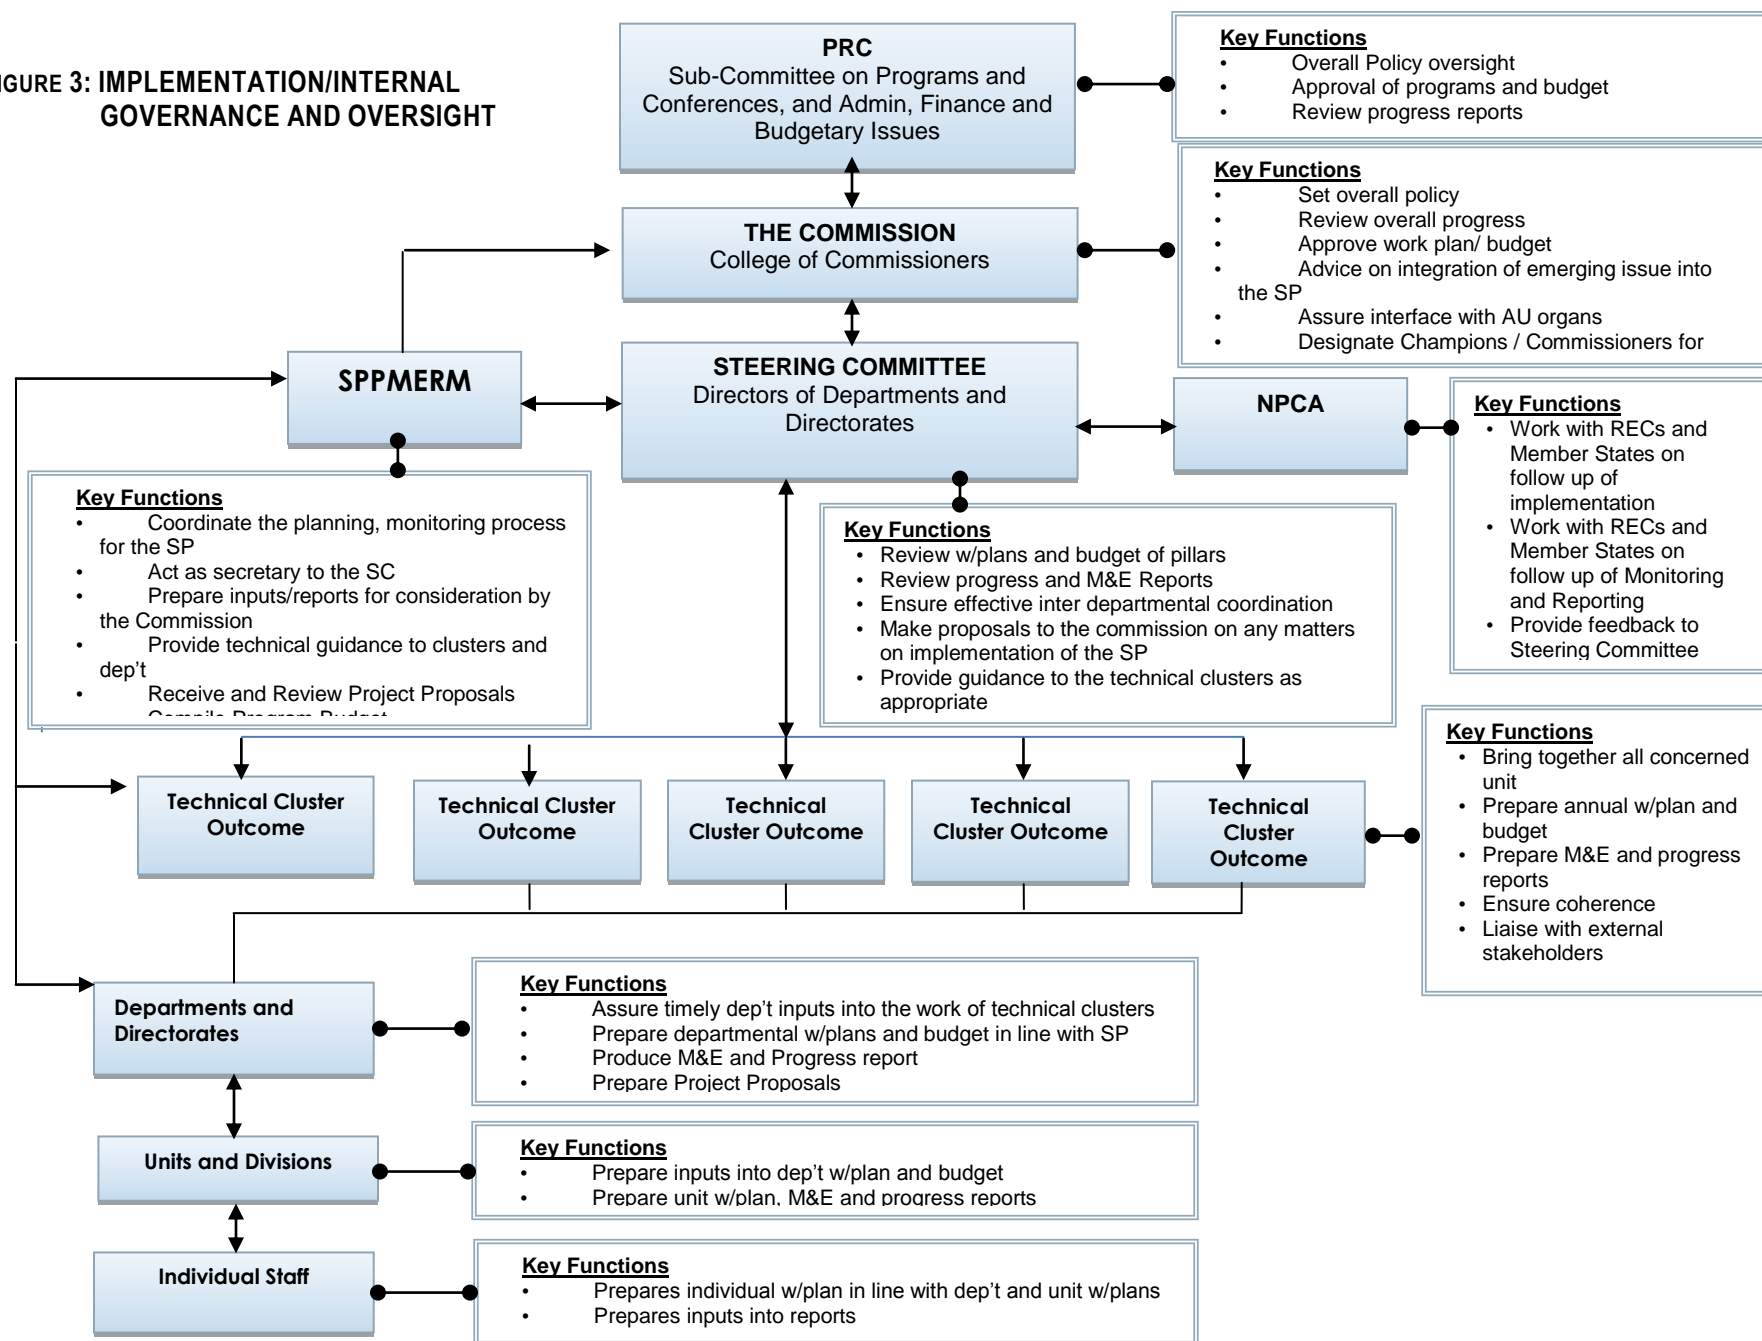 IGURE 3: IMPLEMENTATION/INTERNAL
GOVERNANCE AND OVERSIGHT
PRC
Sub-Committee on Programs and
Conferences, and Admin, Finance and
Budgetary Issues
Key Functions
• Overall Policy oversight
• Approval of programs and budget
• Review progress reports
THE COMMISSION
College of Commissioners
Key Functions
• Set overall policy
• Review overall progress
• Approve work plan/ budget
• Advice on integration of emerging issue into
the SP
• Assure interface with AU organs
• Designate Champions / Commissioners for
SPPMERM
STEERING COMMITTEE
Directors of Departments and
Directorates
NPCA
Key Functions
• Work with RECs and
Member States on
follow up of
implementation
• Work with RECs and
Member States on
follow up of Monitoring
and Reporting
• Provide feedback to
Steering Committee
Key Functions
• Coordinate the planning, monitoring process
for the SP
• Act as secretary to the SC
• Prepare inputs/reports for consideration by
the Commission
• Provide technical guidance to clusters and
dep't
• Receive and Review Project Proposals
Compile Program Budget
Key Functions
• Review w/plans and budget of pillars
• Review progress and M&E Reports
• Ensure effective inter departmental coordination
• Make proposals to the commission on any matters
on implementation of the SP
• Provide guidance to the technical clusters as
appropriate
Technical Cluster
Outcome
Technical Cluster
Outcome
Technical
Cluster Outcome
Technical
Cluster Outcome
Technical
Cluster
Outcome
Key Functions
• Bring together all concerned
unit
• Prepare annual w/plan and
budget
• Prepare M&E and progress
reports
• Ensure coherence
• Liaise with external
stakeholders
Departments and
Directorates
Key Functions
• Assure timely dep't inputs into the work of technical clusters
• Prepare departmental w/plans and budget in line with SP
• Produce M&E and Progress report
• Prepare Project Proposals
Units and Divisions
Key Functions
• Prepare inputs into dep't w/plan and budget
• Prepare unit w/plan, M&E and progress reports
Individual Staff
Key Functions
• Prepares individual w/plan in line with dep't and unit w/plans
• Prepares inputs into reports